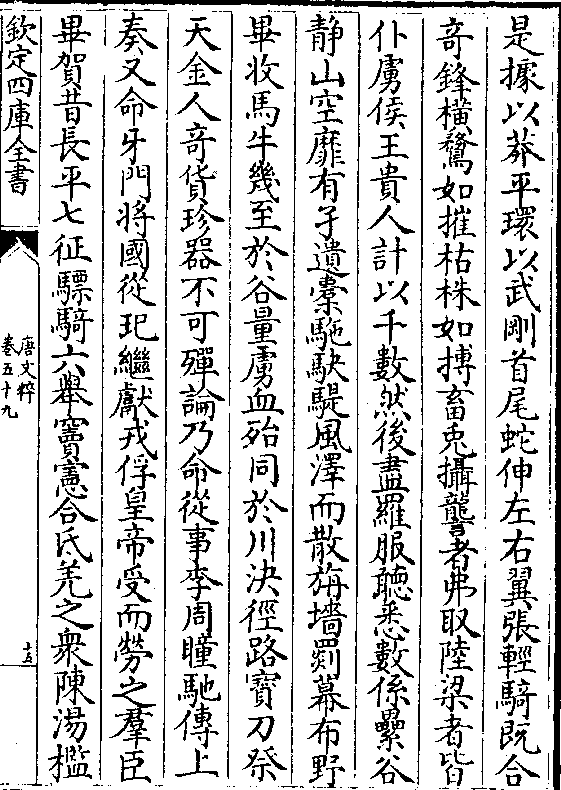 是據以莽平環以武剛首尾蛇伸左右翼張輕騎既合
奇鋒橫騖如摧枯株如搏畜兎攝讋者弗取陸梁者皆
仆虜侯王貴人計以千數然後盡羅服聽悉數係纍谷
静山空靡有孑遺橐駞駃騠風澤而散旃墻罽幕布野
畢收馬牛幾至於谷量虜血殆同於川決徑路寳刀祭
天金人奇貨珍器不可殫論乃命從事李周瞳馳傳上
奏又命牙門將國從玘繼獻戎俘皇帝受而勞之羣臣
畢賀昔長平七征驃騎六舉竇憲合氐羌之衆陳湯檻
欽定四庫全書
唐文粹
卷五十九
十五